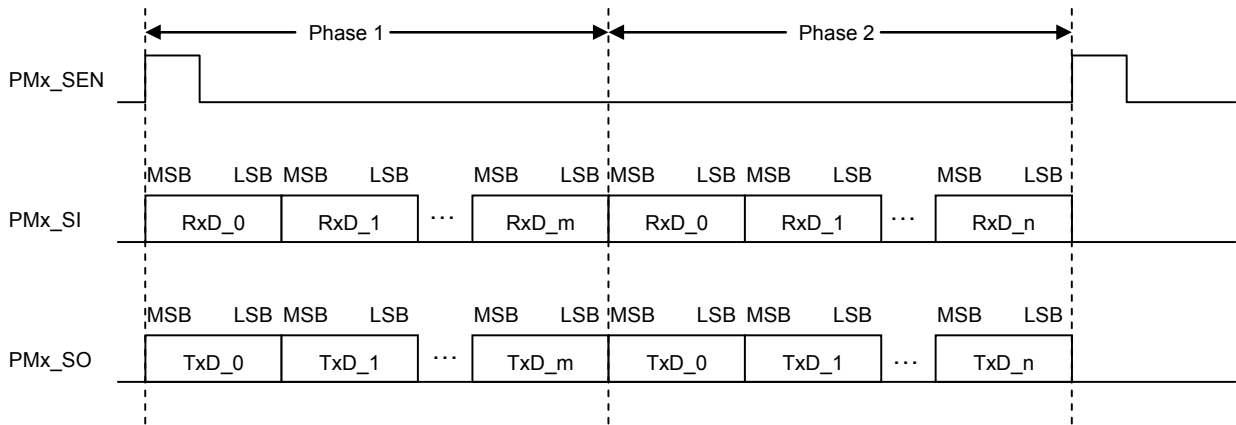 Phase 1 Phase 2
PMx_SEN
MSB LSB MSB LSB MSB LSB MSB LSB MSB LSB MSB LSB
PMx_SI RxD_0 RxD_1 ... RxD_m RxD_0 RxD_1 ... RxD_n
MSB LSB MSB LSB MSB LSB MSB LSB MSB LSB MSB LSB
PMx_SO TxD_0 TxD_1 ... TxD_m TxD_0 TxD_1 ... TxD_n